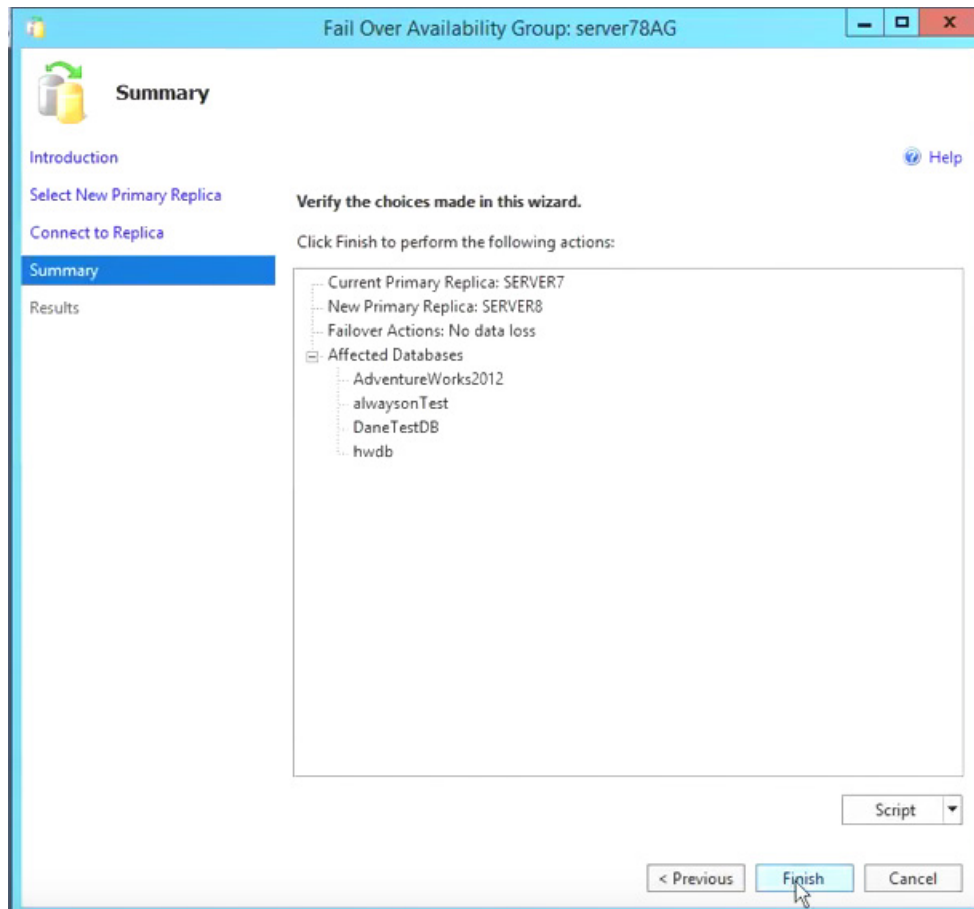 Fail Over Availability Group: server78AG
Summary
Introduction
Help
Select New Primary Replica
Verify the choices made in this wizard.
Connect to Replica
Click Finish to perform the following actions:
Summary
Current Primary Replica: SERVER7
New Primary Replica: SERVER8
Results
Failover Actions: No data loss
Affected Databases
AdventureWorks2012
alwaysonTest
DaneTestDB
hwdb
Script
< Previous
Finish
Cancel